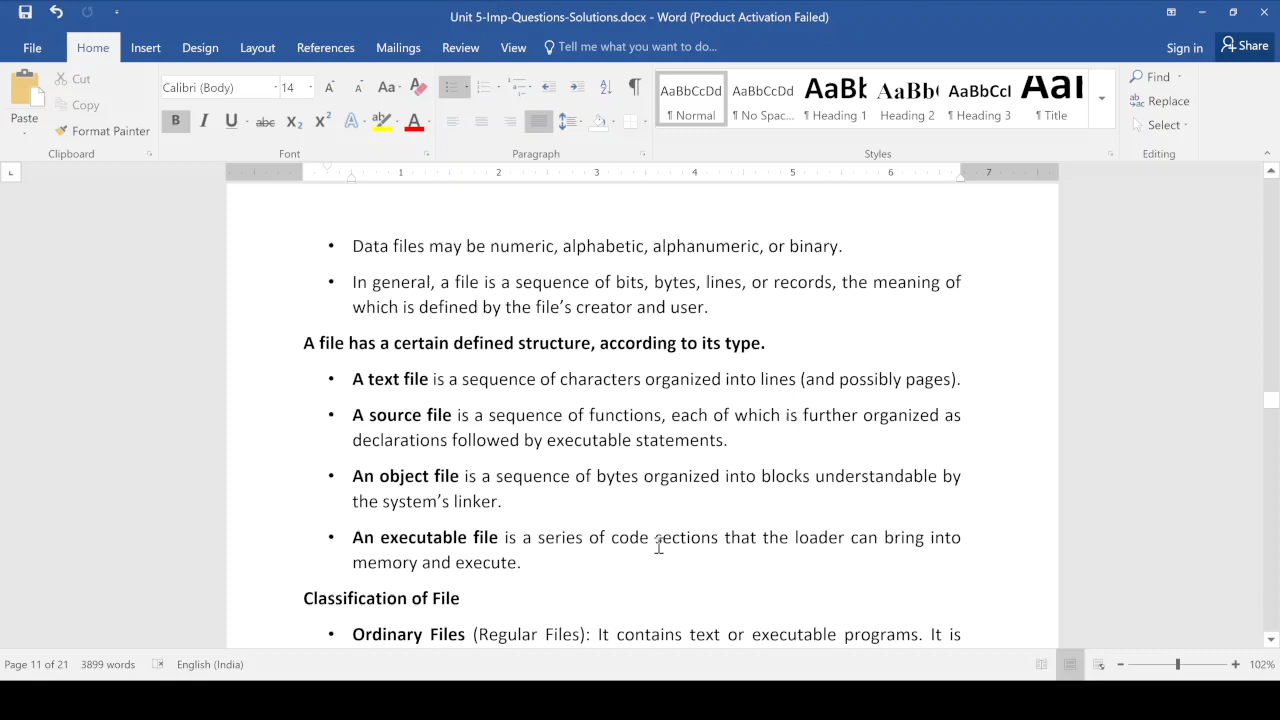 Unit 5-Imp-Questions-Solutions.docx - Word (Product Activation Failed)
File Home Insert Design Layout References Mailings Review View Tell me what you want to do... Sign in Share
Paste
Cut
Copy
Format Painter
Calibri (Body) 14
AaBbCcDd AaBbCcDd AaBb( AaBb( AaBbCcI AaBl
¶ Normal ¶ No Spac... ¶ Heading 1 Heading 2 ¶ Heading 3 ¶ Title
Find
Replace
Select
Clipboard Font Paragraph Styles Editing
1 2 3 4 5 6 7
• Data files may be numeric, alphabetic, alphanumeric, or binary.
• In general, a file is a sequence of bits, bytes, lines, or records, the meaning of
which is defined by the file’s creator and user.
A file has a certain defined structure, according to its type.
• A text file is a sequence of characters organized into lines (and possibly pages).
• A source file is a sequence of functions, each of which is further organized as
declarations followed by executable statements.
• An object file is a sequence of bytes organized into blocks understandable by
the system’s linker.
• An executable file is a series of code sections that the loader can bring into
memory and execute.
Classification of File
• Ordinary Files (Regular Files): It contains text or executable programs. It is
Page 11 of 21 3899 words English (India) 102%